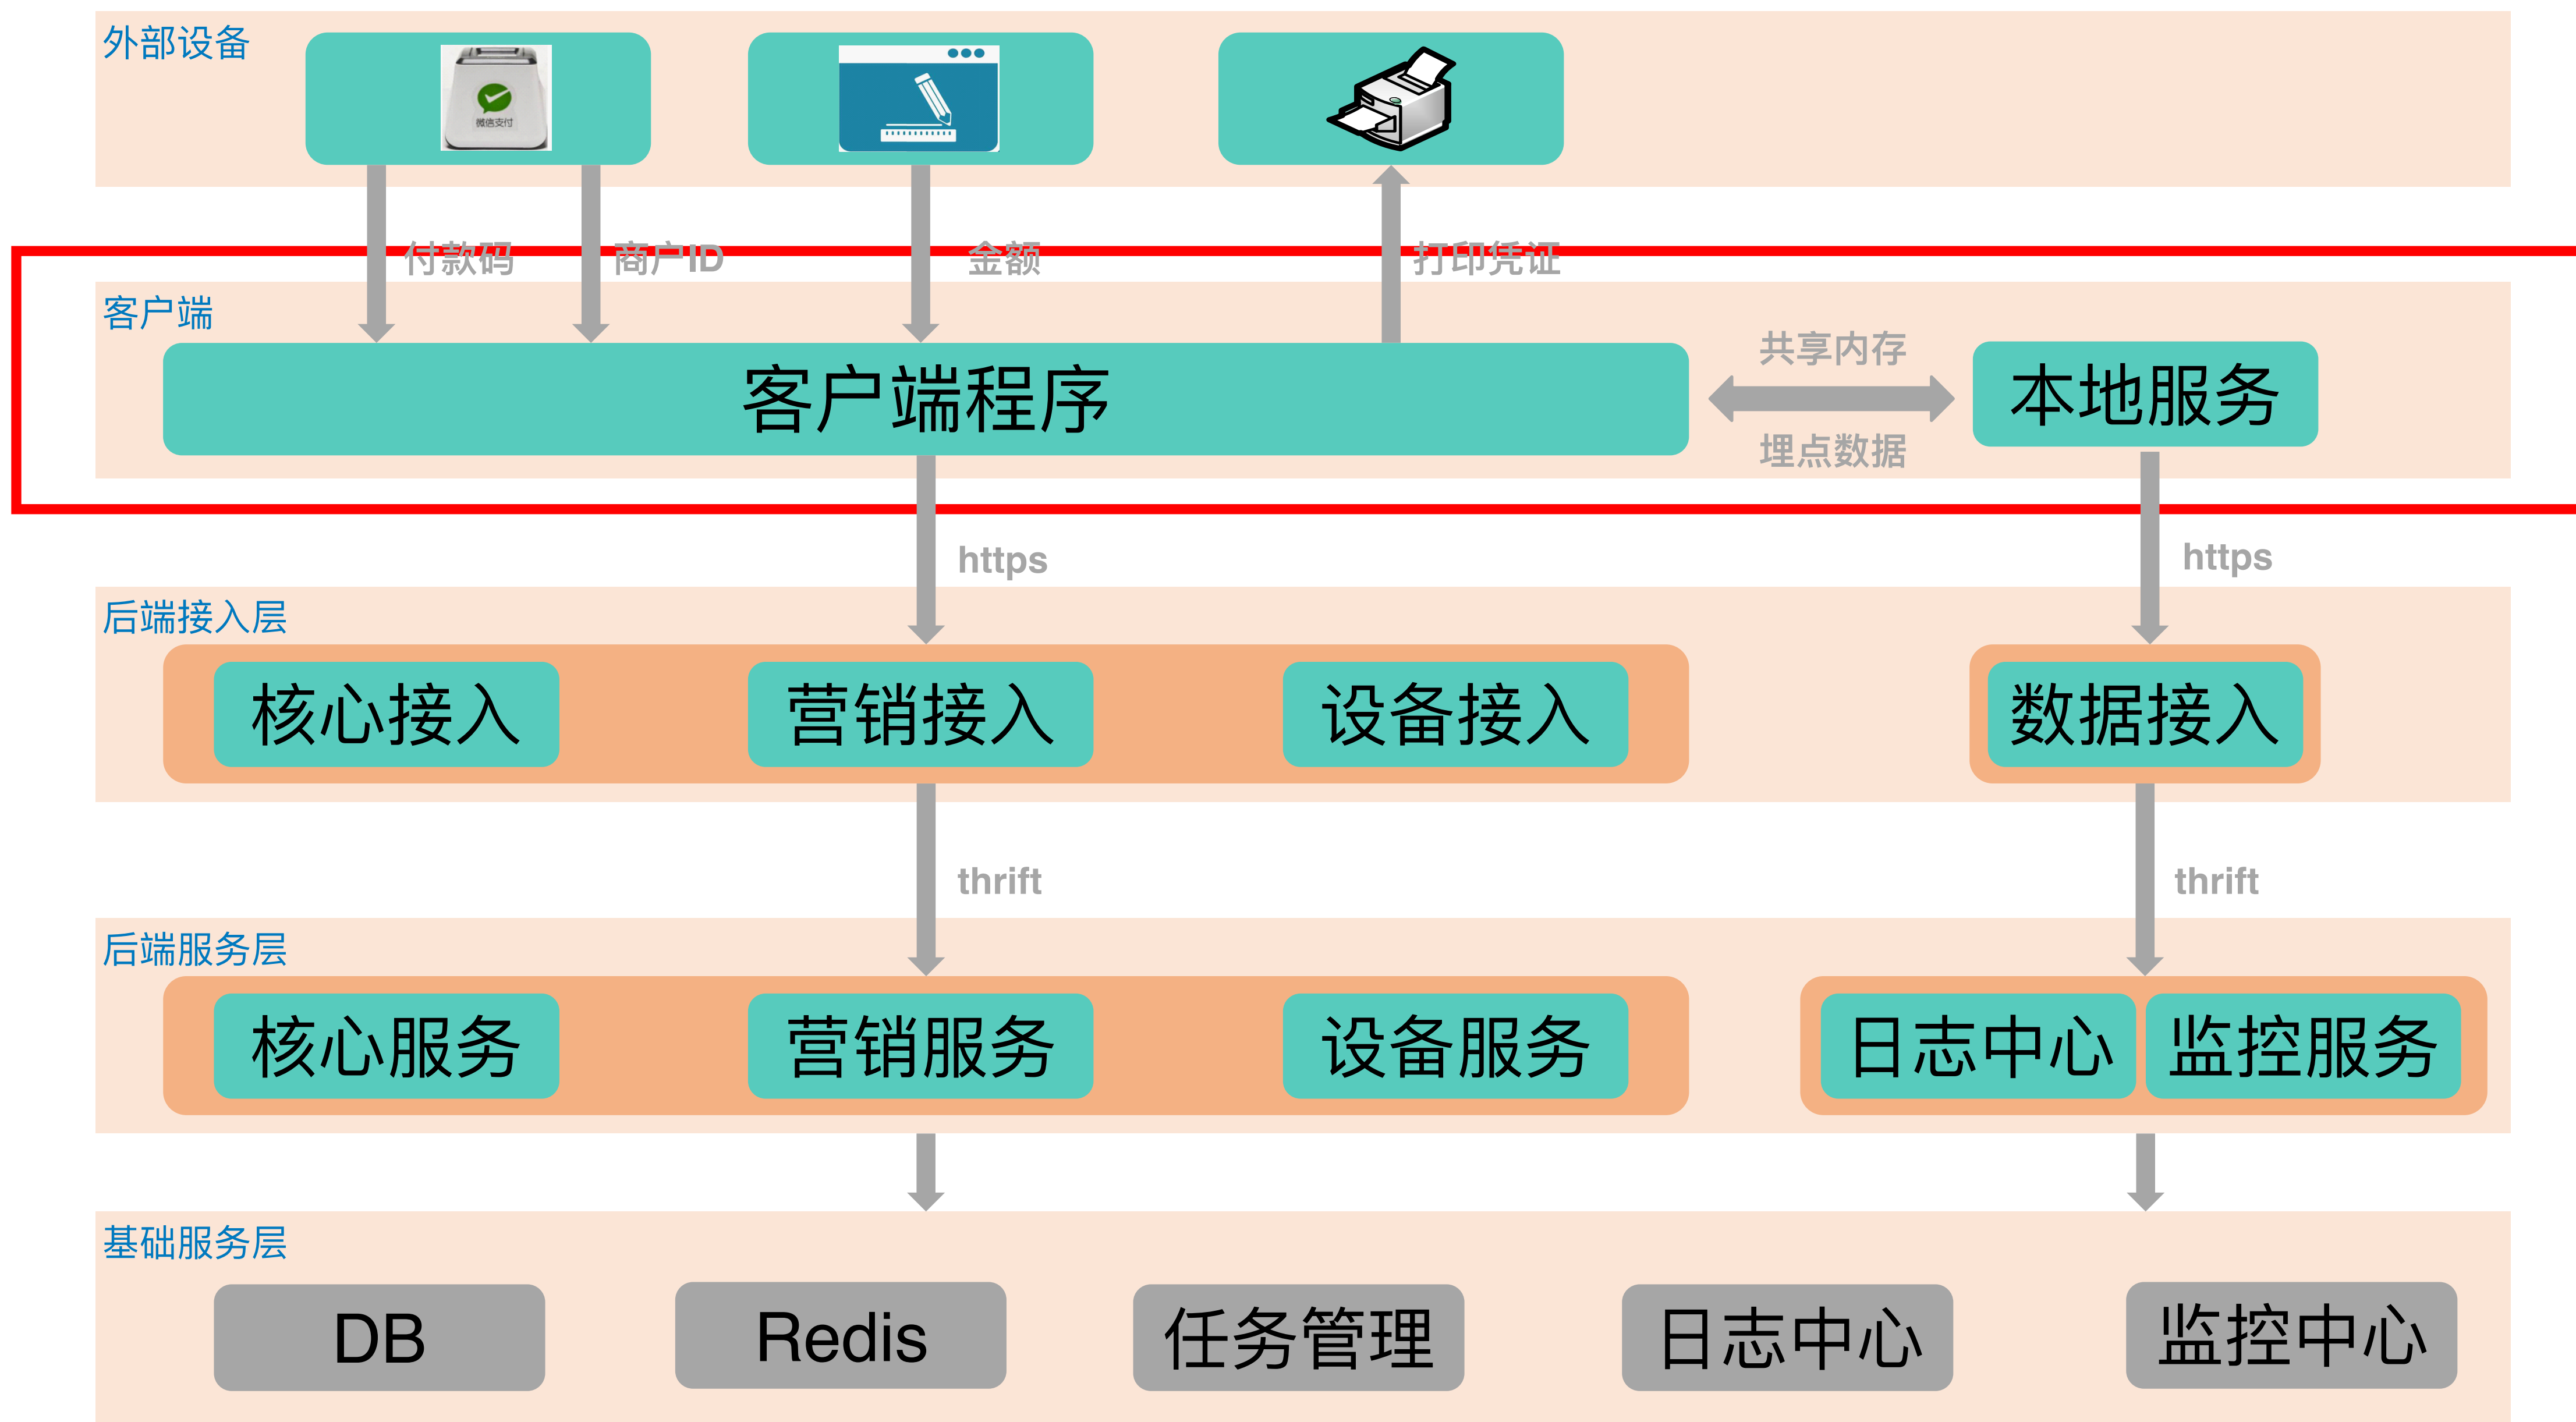 外部设备
微信支付
付款码
商户ID
金额
打印凭证
客户端
客户端程序
共享内存
埋点数据
本地服务
https
https
后端接入层
核心接入
营销接入
设备接入
数据接入
thrift
thrift
后端服务层
核心服务
营销服务
设备服务
日志中心
监控服务
基础服务层
DB
Redis
任务管理
日志中心
监控中心